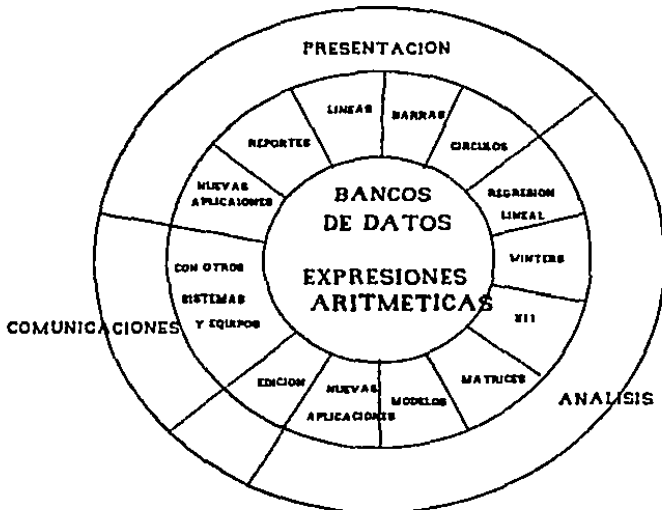 PRESENTACION
LINEAS
BARRAS
REPORTES
CIRCULOS
NUEVAS
APLICAIONES
REGRESION
LINEAL
BANCOS
DE DATOS
CON OTROS
SISTEMAS
Y EQUIPOS
WINTERS
EXPRESIONES
ARITMETICAS
X11
COMUNICACIONES
EDICION
NUEVAS
APLICACIONES
MODELOS
MATRICES
ANALISIS